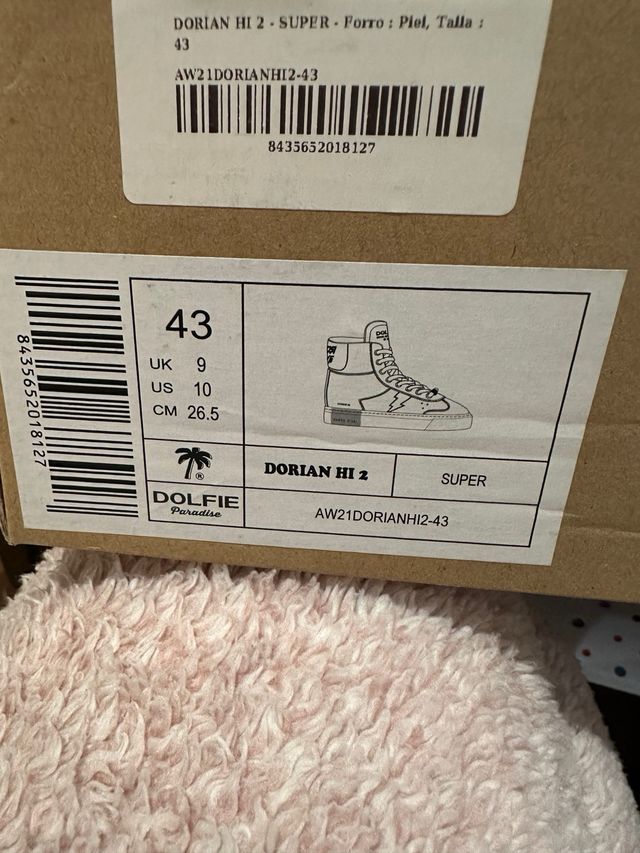 DORIAN HI 2 - SUPER - Forro : Piel, Talla :
43
AW21DORIANHI2-43
8435652018127
8435652018127
43
UK 9
US 10
CM 26.5
®
DOLFIE
Paradise
DORIAN HI 2
SUPER
AW21DORIANHI2-43